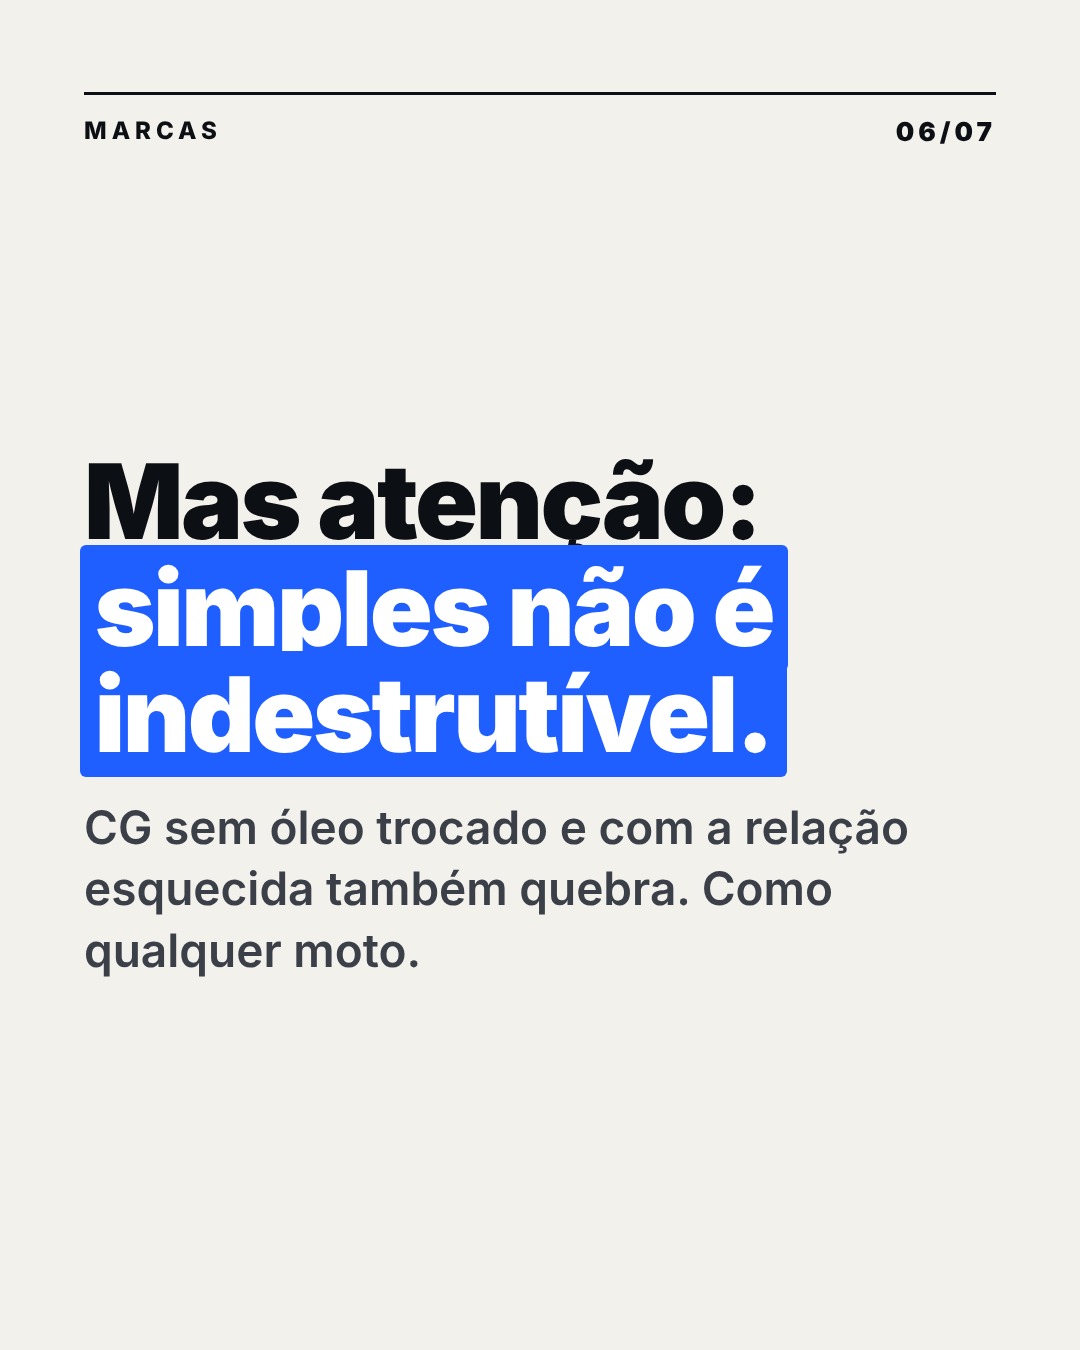 MARCAS
06/07
Mas atenção:
simples não é
indestrutível.
CG sem óleo trocado e com a relação
esquecida também quebra. Como
qualquer moto.